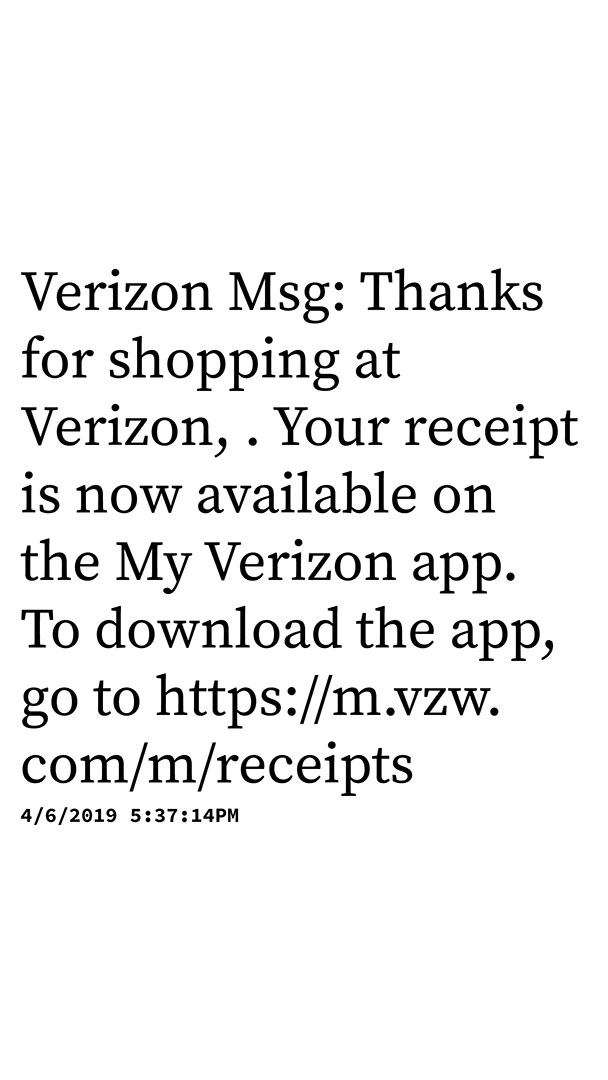 Verizon Msg: Thanks
for shopping at
Verizon, . Your receipt
is now available on
the My Verizon app.
To download the app,
go to https://m.vzw.
com/m/receipts
4/6/2019 5:37:14PM